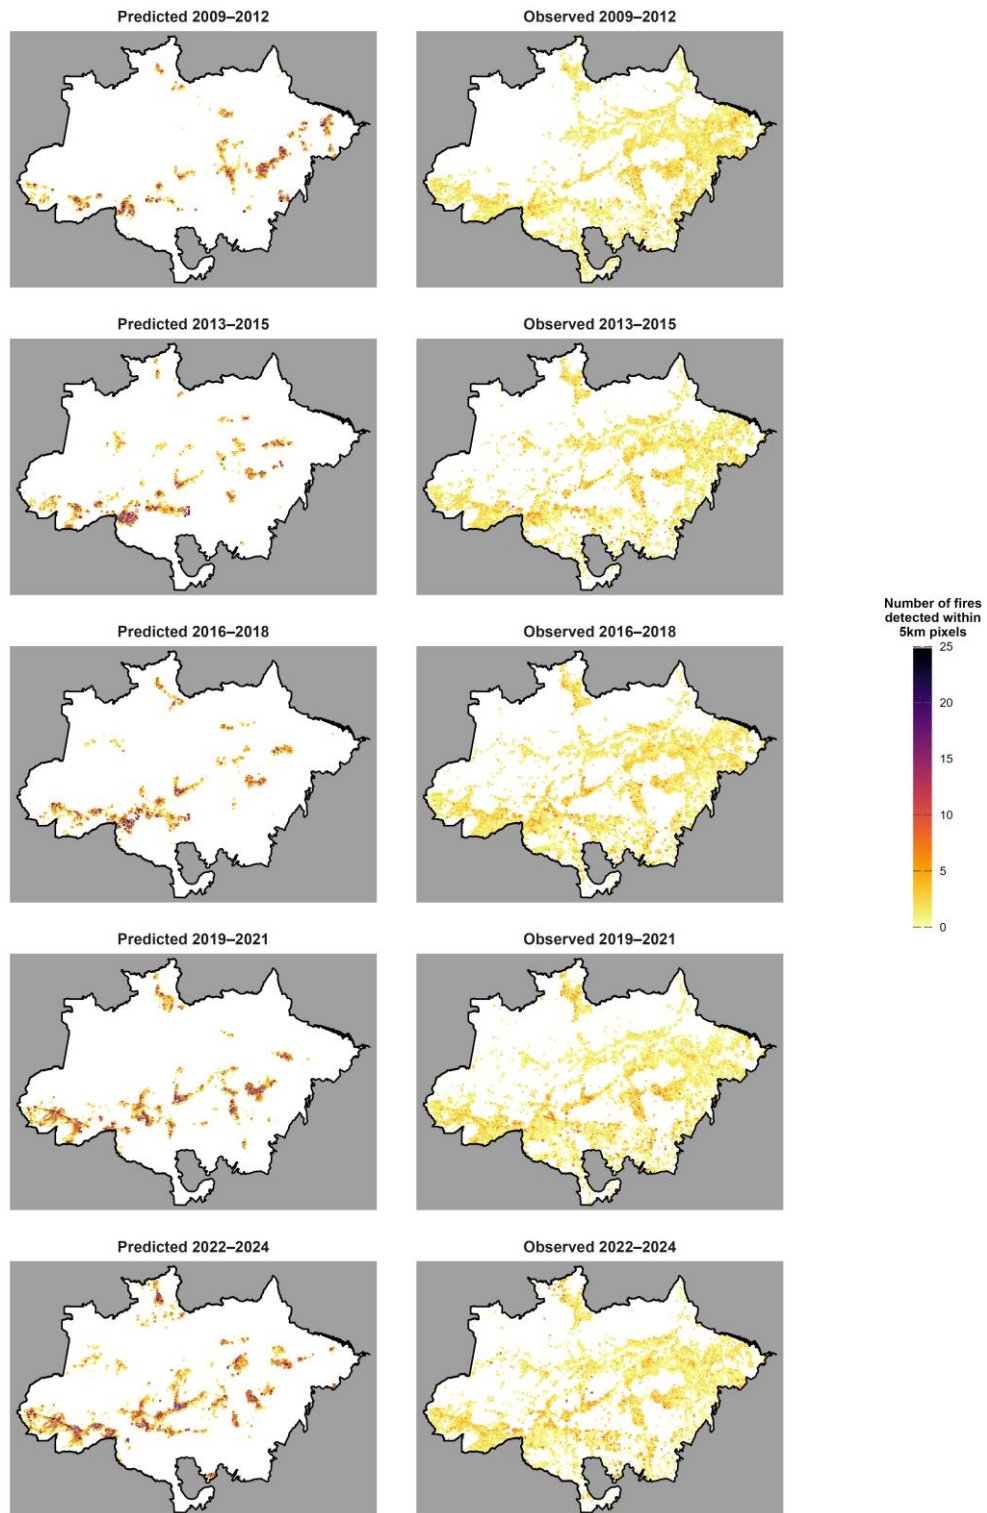 Predicted 2009–2012
Observed 2009–2012
Predicted 2013–2015
Observed 2013–2015
Number of fires
detected within
5km pixels
25
20
15
10
5
0
Predicted 2016–2018
Observed 2016–2018
Predicted 2019–2021
Observed 2019–2021
Predicted 2022–2024
Observed 2022–2024